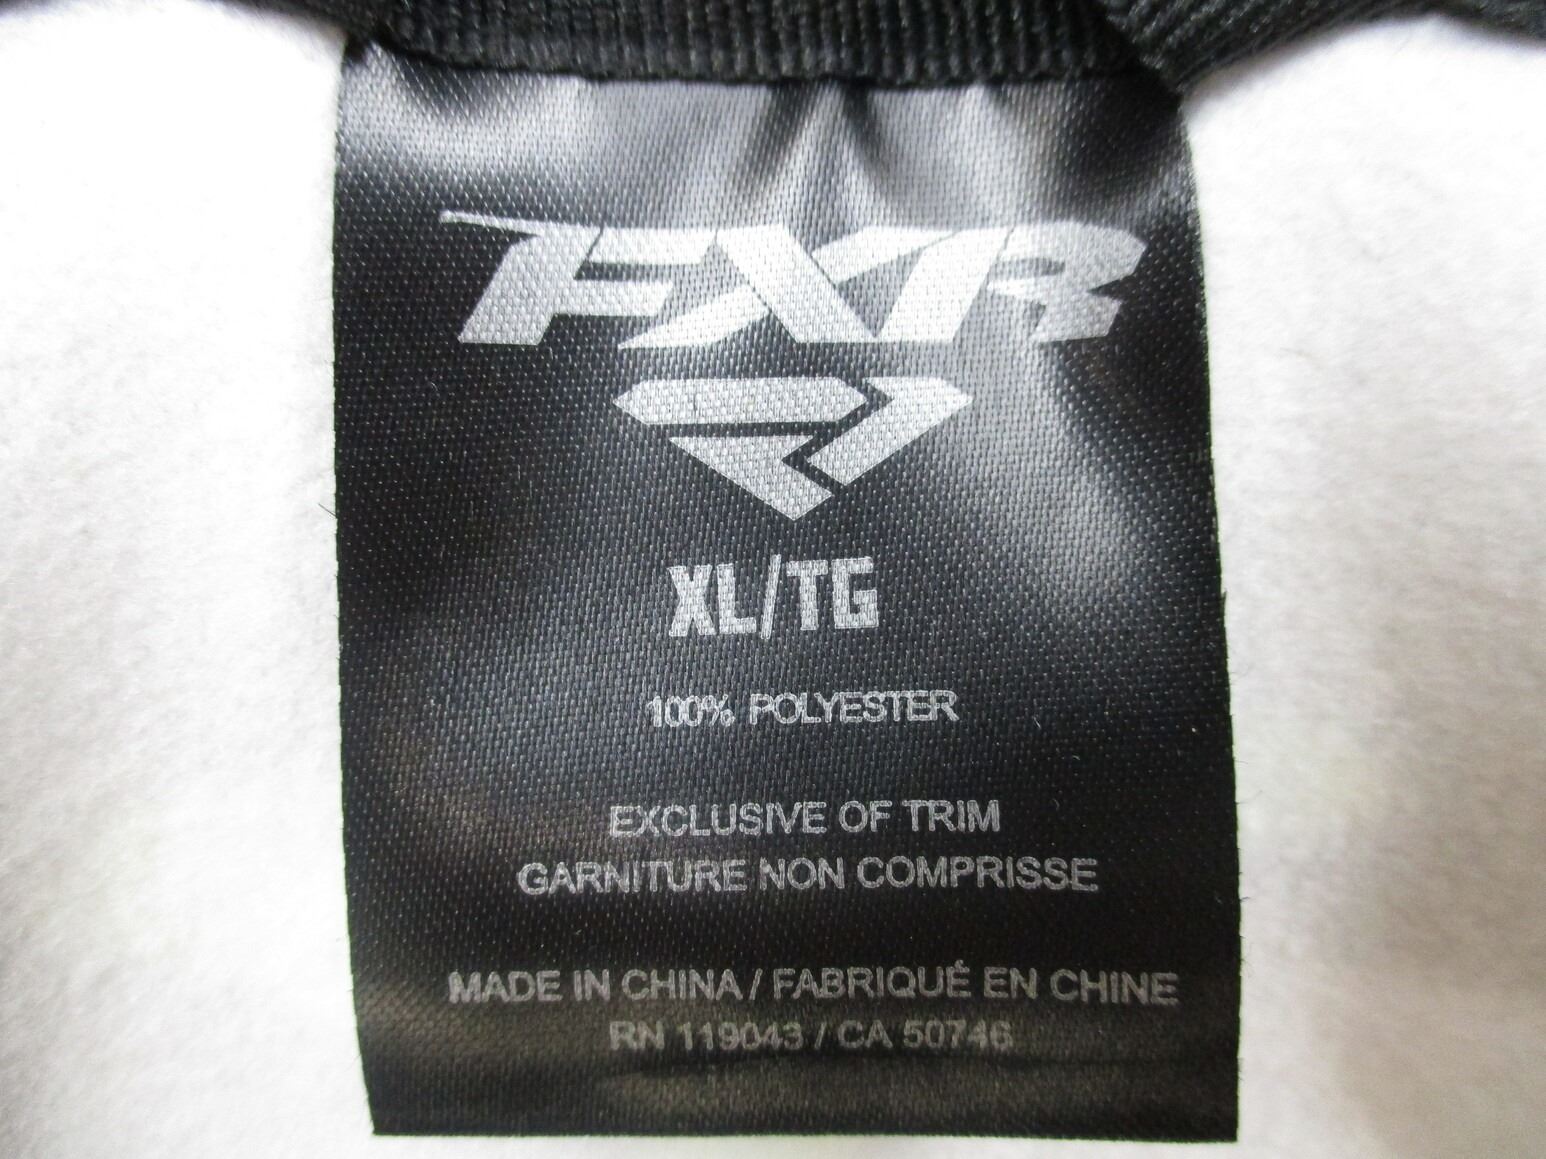 FXR
XL/TG
100% POLYESTER
EXCLUSIVE OF TRIM
GARNITURE NON COMPRISSE
MADE IN CHINA / FABRIQUÉ EN CHINE
RN 119043 / CA 50746